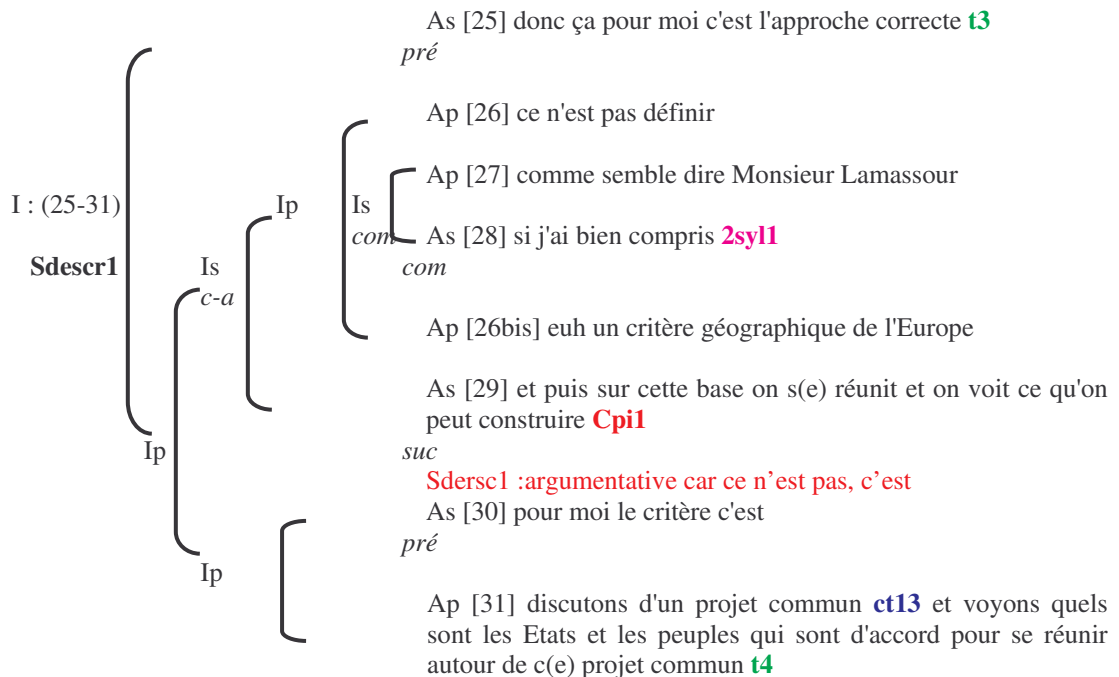 As [25] donc ça pour moi c'est l'approche correcte t3
pré
Ap [26] ce n'est pas définir
Ap [27] comme semble dire Monsieur Lamassour
I : (25-31)
Ip
Is
com
As [28] si j'ai bien compris 2syl1
com
Sdescr1
Is
c-a
Ap [26bis] euh un critère géographique de l'Europe
As [29] et puis sur cette base on s(e) réunit et on voit ce qu'on
peut construire Cpi1
Ip
suc
Sdersc1 :argumentative car ce n'est pas, c'est
As [30] pour moi le critère c'est
pré
Ip
Ap [31] discutons d'un projet commun ct13 et voyons quels
sont les Etats et les peuples qui sont d'accord pour se réunir
autour de c(e) projet commun t4